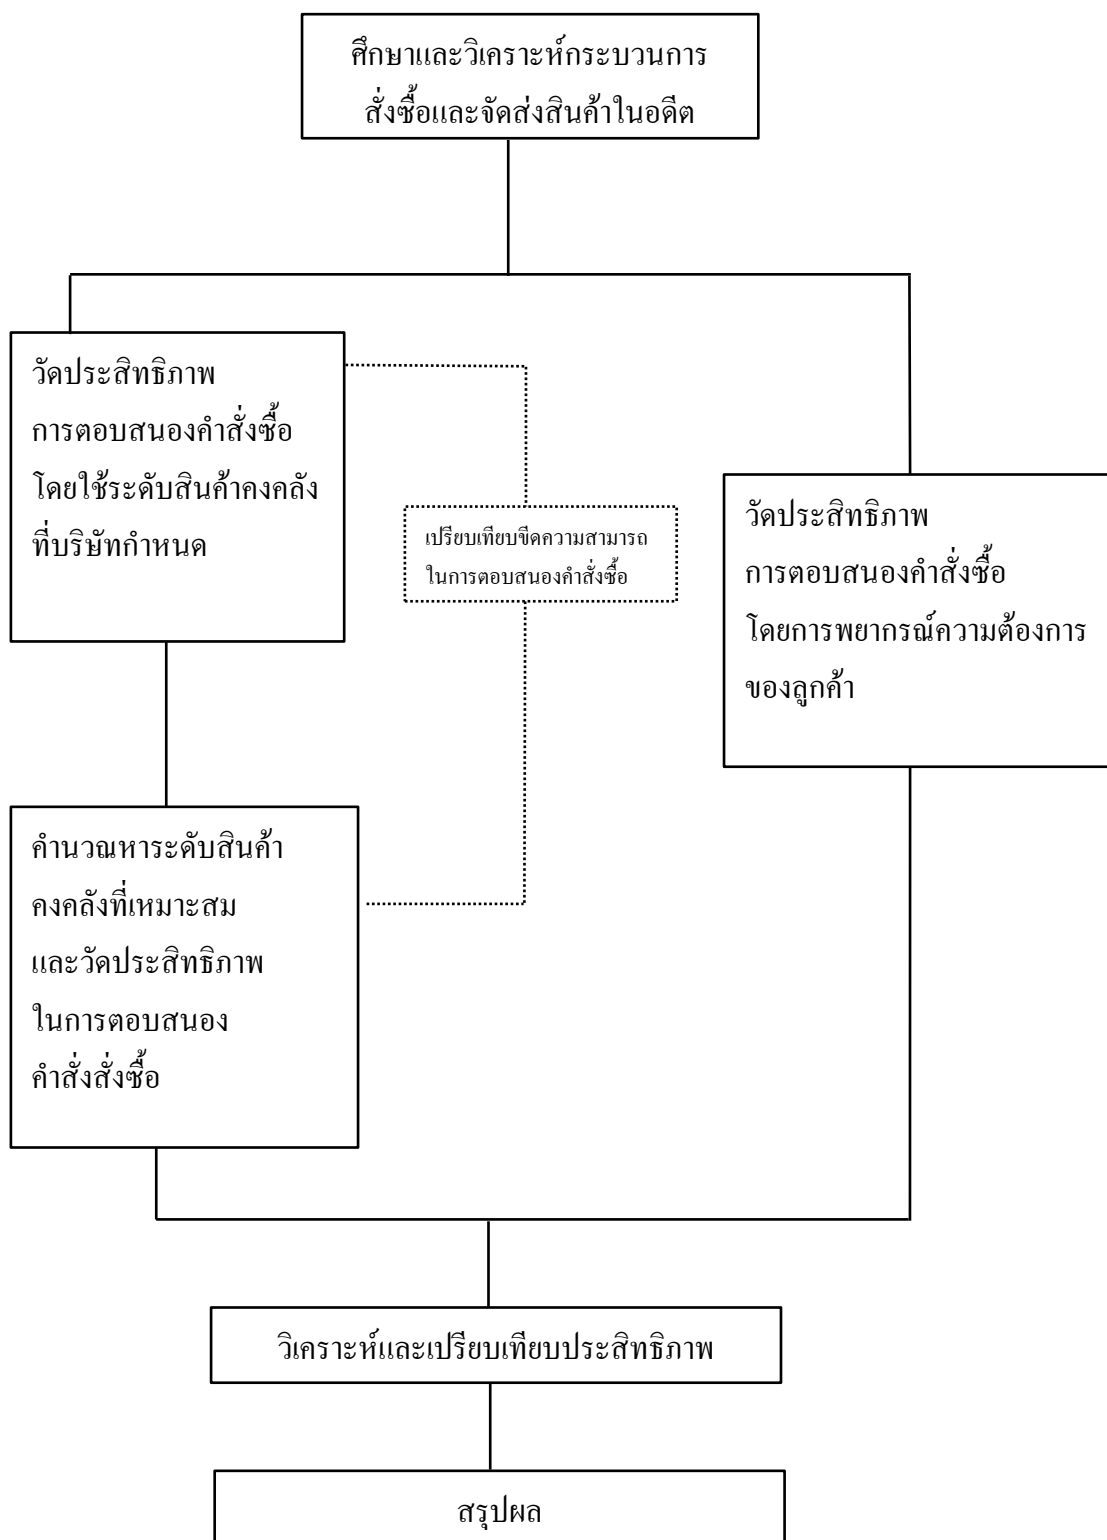 ศึกษาและวิเคราะห์กระบวนการ
สั่งซื้อและจัดส่งสินค้าในอดีต
วัดประสิทธิภาพ
การตอบสนองคำสั่งซื้อ
โดยใช้ระดับสินค้าคงคลัง
ที่บริษัทกำหนด
เปรียบเทียบขีดความสามารถ
ในการตอบสนองคำสั่งซื้อ
วัดประสิทธิภาพ
การตอบสนองคำสั่งซื้อ
โดยการพยากรณ์ความต้องการ
ของลูกค้า
คำนวณหาระดับสินค้า
คงคลังที่เหมาะสม
และวัดประสิทธิภาพ
ในการตอบสนอง
คำสั่งสั่งซื้อ
วิเคราะห์และเปรียบเทียบประสิทธิภาพ
สรุปผล